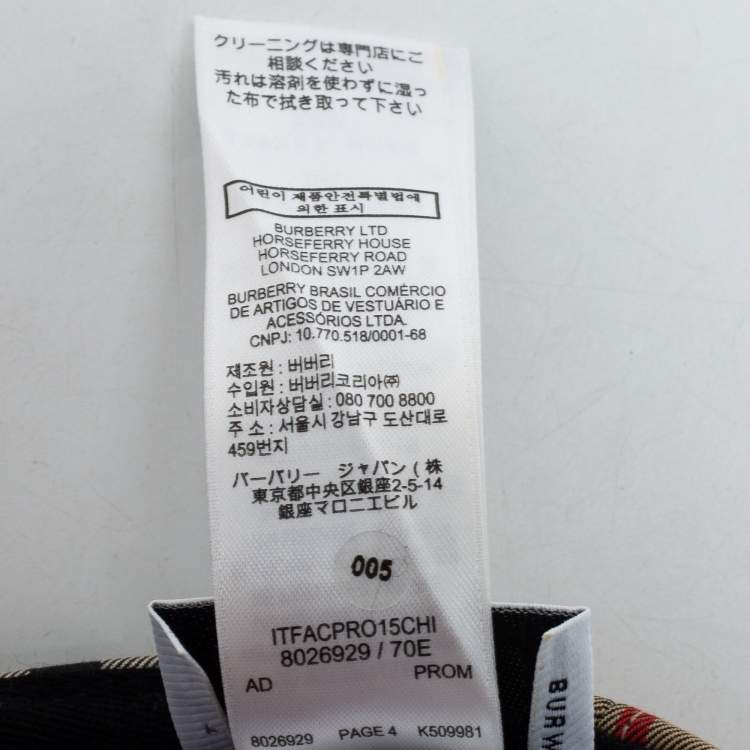 クリーニングは専門店にご
相談ください
汚れは溶剤を使わずに湿っ
た布で拭き取って下さい
어린이 제품안전특별법에
의한 표시
BURBERRY LTD
HORSEFERRY HOUSE
HORSEFERRY ROAD
LONDON SW1P 2AW
BURBERRY BRASIL COMÉRCIO
DE ARTIGOS DE VESTUÁRIO E
ACESSÓRIOS LTDA.
CNPJ: 10.770.518/0001-68
제조원 : 버버리
수입원 : 버버리코리아㈜
소비자상담실 : 080 700 8800
주 소 : 서울시 강남구 도산대로
459번지
バーバリー ジャパン ( 株
東京都中央区銀座2-5-14
銀座マロニエビル
005
ITFACPRO15CHI
8026929 / 70E
AD PROM
8026929 PAGE 4 K509981
BURW